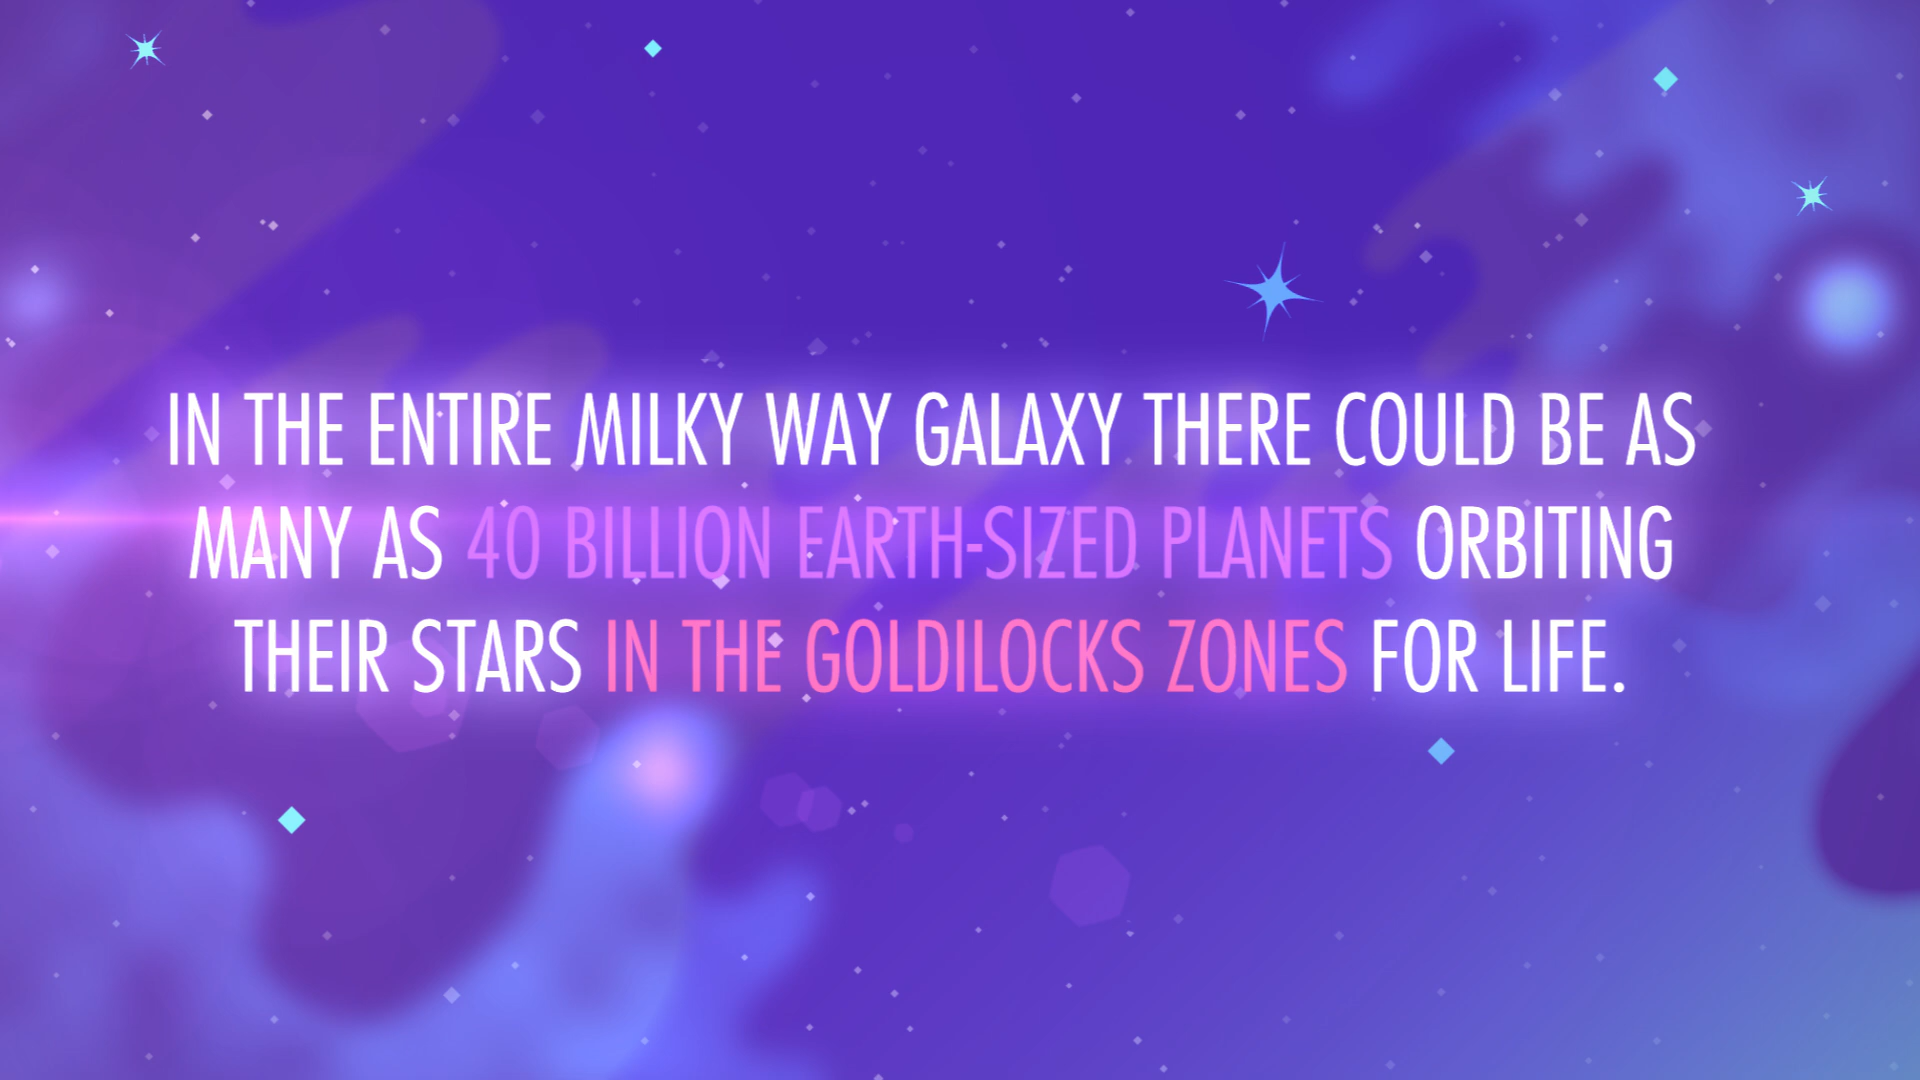 IN THE ENTIRE MILKY WAY GALAXY THERE COULD BE AS
MANY AS 40 BILLION EARTH-SIZED PLANETS ORBITING
THEIR STARS IN THE GOLDILOCKS ZONES FOR LIFE.